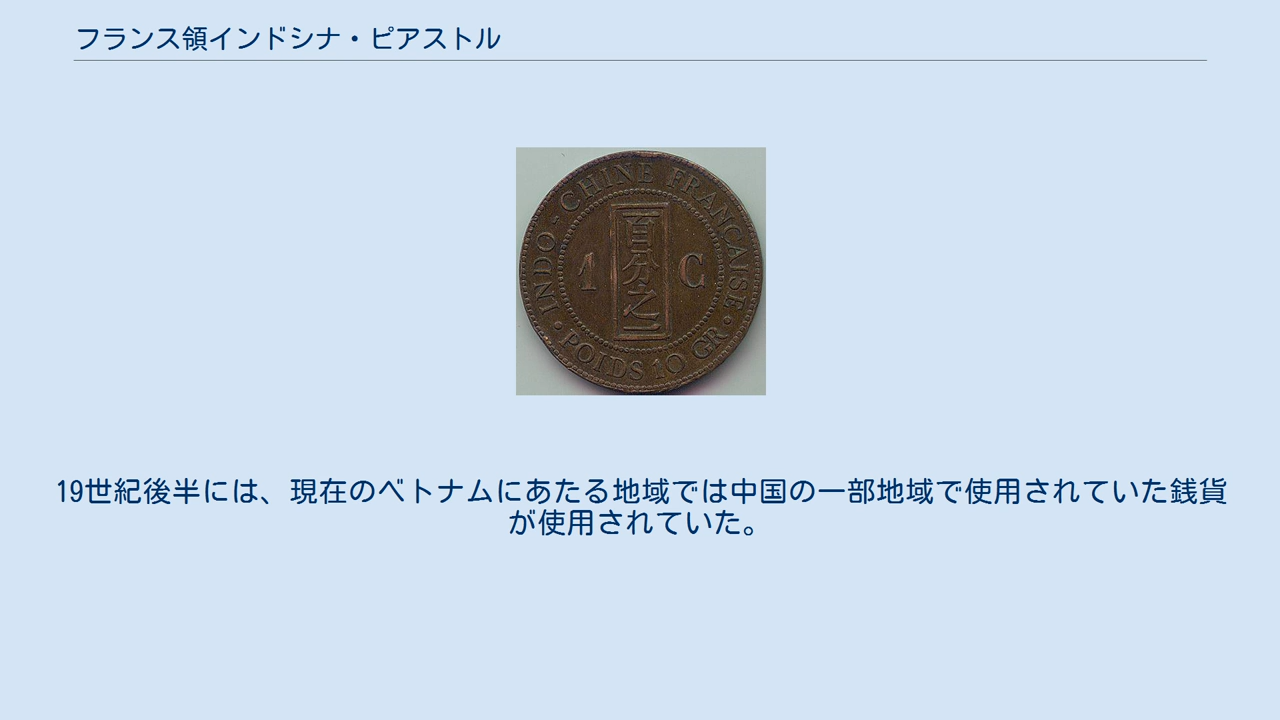 フランス領インドシナ・ピアストル
INDO-CHINE FRANÇAISE
1
百分之一
C
POIDS 10 GR
19世紀後半には、現在のベトナムにあたる地域では中国の一部地域で使用されていた銭貨
が使用されていた。